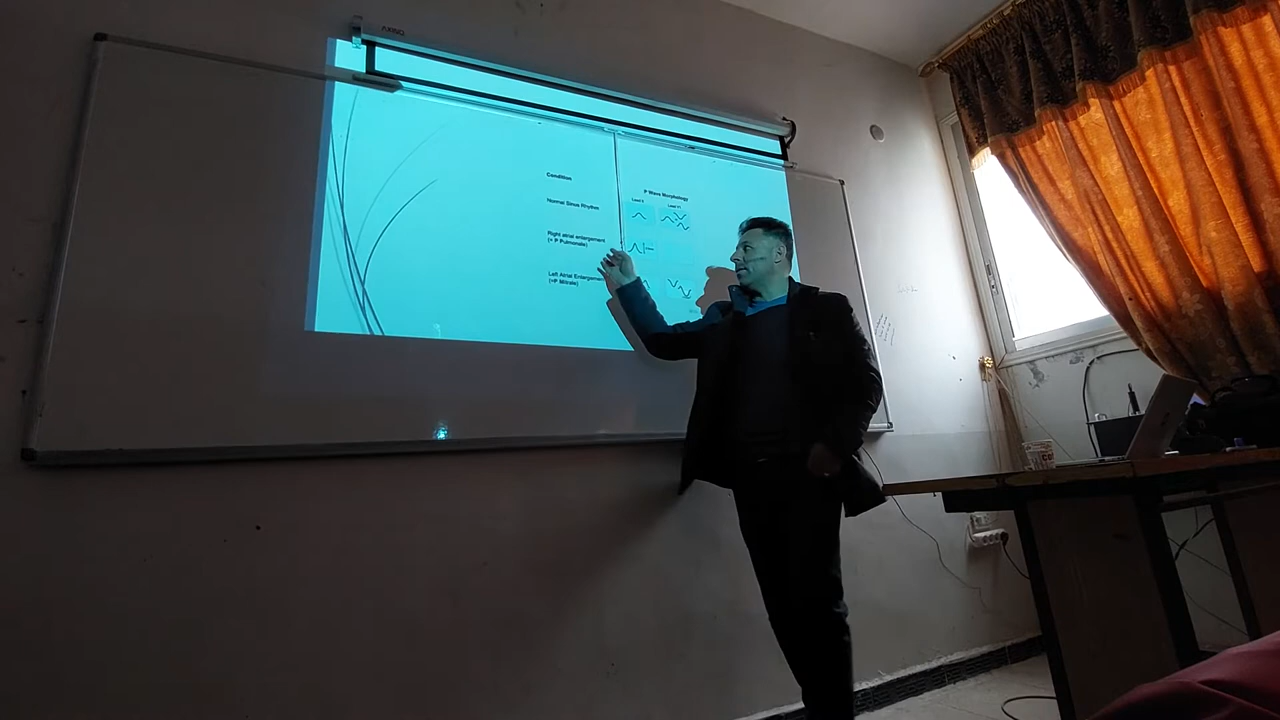 Condition
P Wave Morphology
Lead II
Lead V1
Normal Sinus Rhythm
Right atrial enlargement
(= P Pulmonale)
Left Atrial Enlargement
(=P Mitrale)